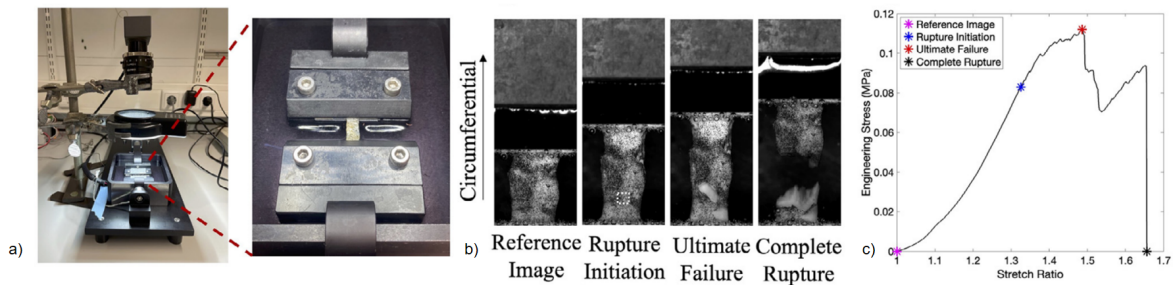 a)
b)
Circumferential
Reference
Image
Rupture
Initiation
Ultimate
Failure
Complete
Rupture
c)
Engineering Stress (MPa)
0.12
0.1
0.08
0.06
0.04
0.02
0
Reference Image
Rupture Initiation
Ultimate Failure
Complete Rupture
1
1.1
1.2
1.3
1.4
1.5
1.6
1.7
Stretch Ratio